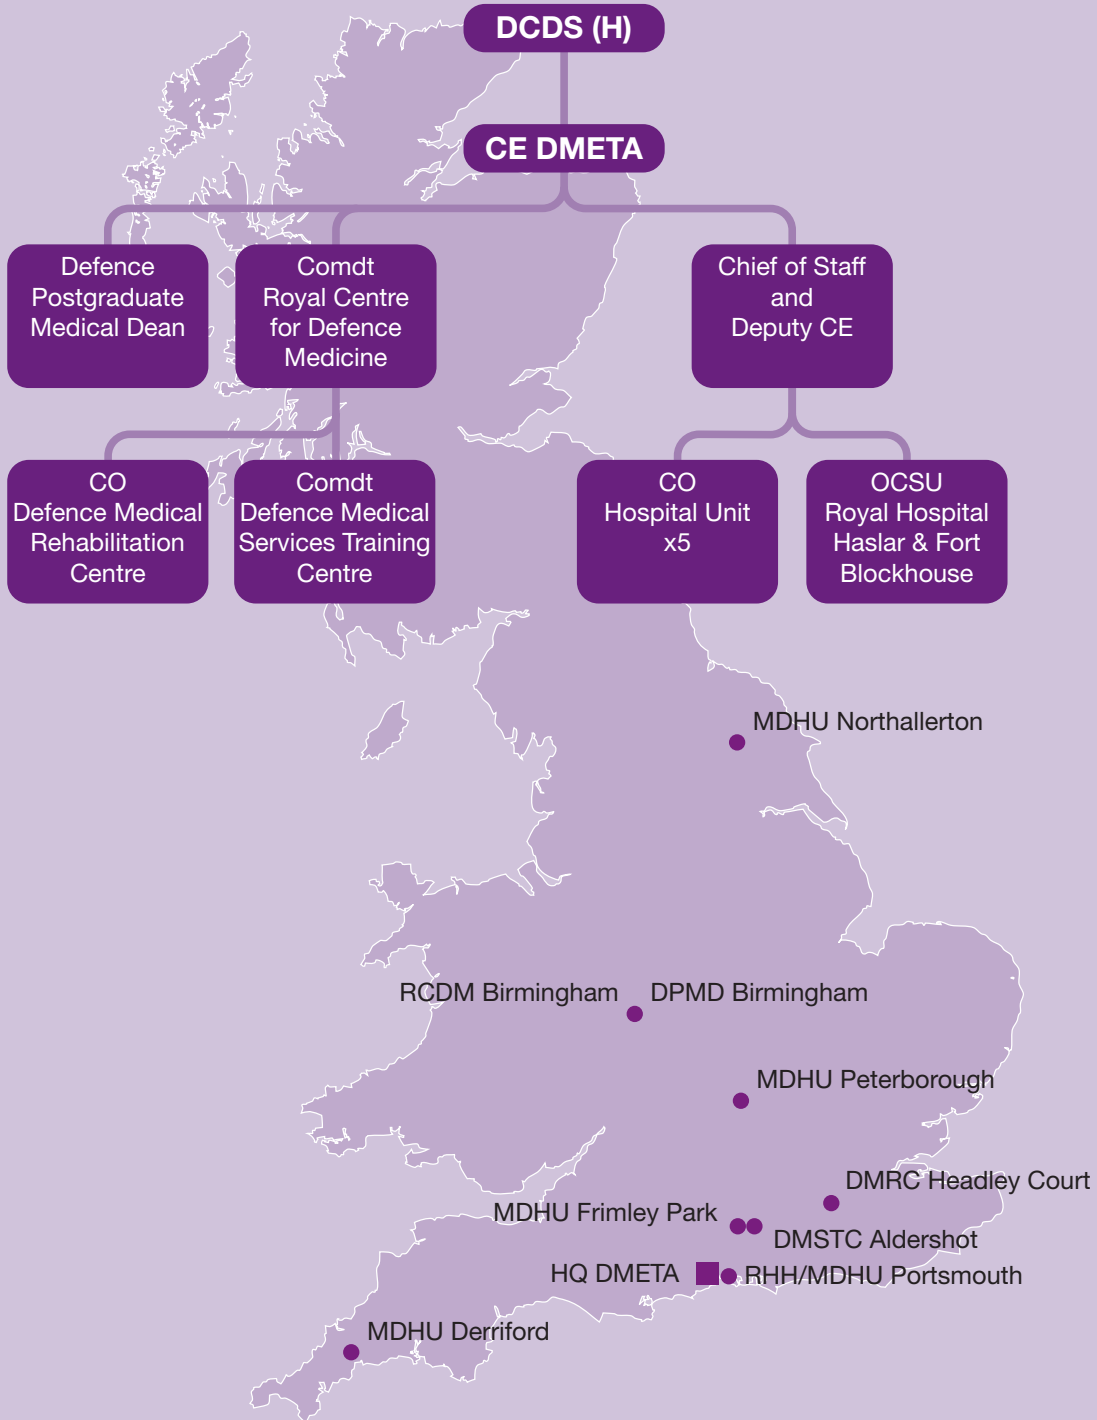 DCDS (H)
CE DMETA
Defence
Postgraduate
Medical Dean
Comdt
Royal Centre
for Defence
Medicine
Chief of Staff
and
Deputy CE
CO
Defence Medical
Rehabilitation
Centre
Comdt
Defence Medical
Services Training
Centre
CO
Hospital Unit
x5
OCSU
Royal Hospital
Haslar & Fort
Blockhouse
MDHU Northallerton
RCDM Birmingham
DPMD Birmingham
MDHU Peterborough
DMRC Headley Court
MDHU Frimley Park
DMSTC Aldershot
HQ DMETA
RHH/MDHU Portsmouth
MDHU Derriford